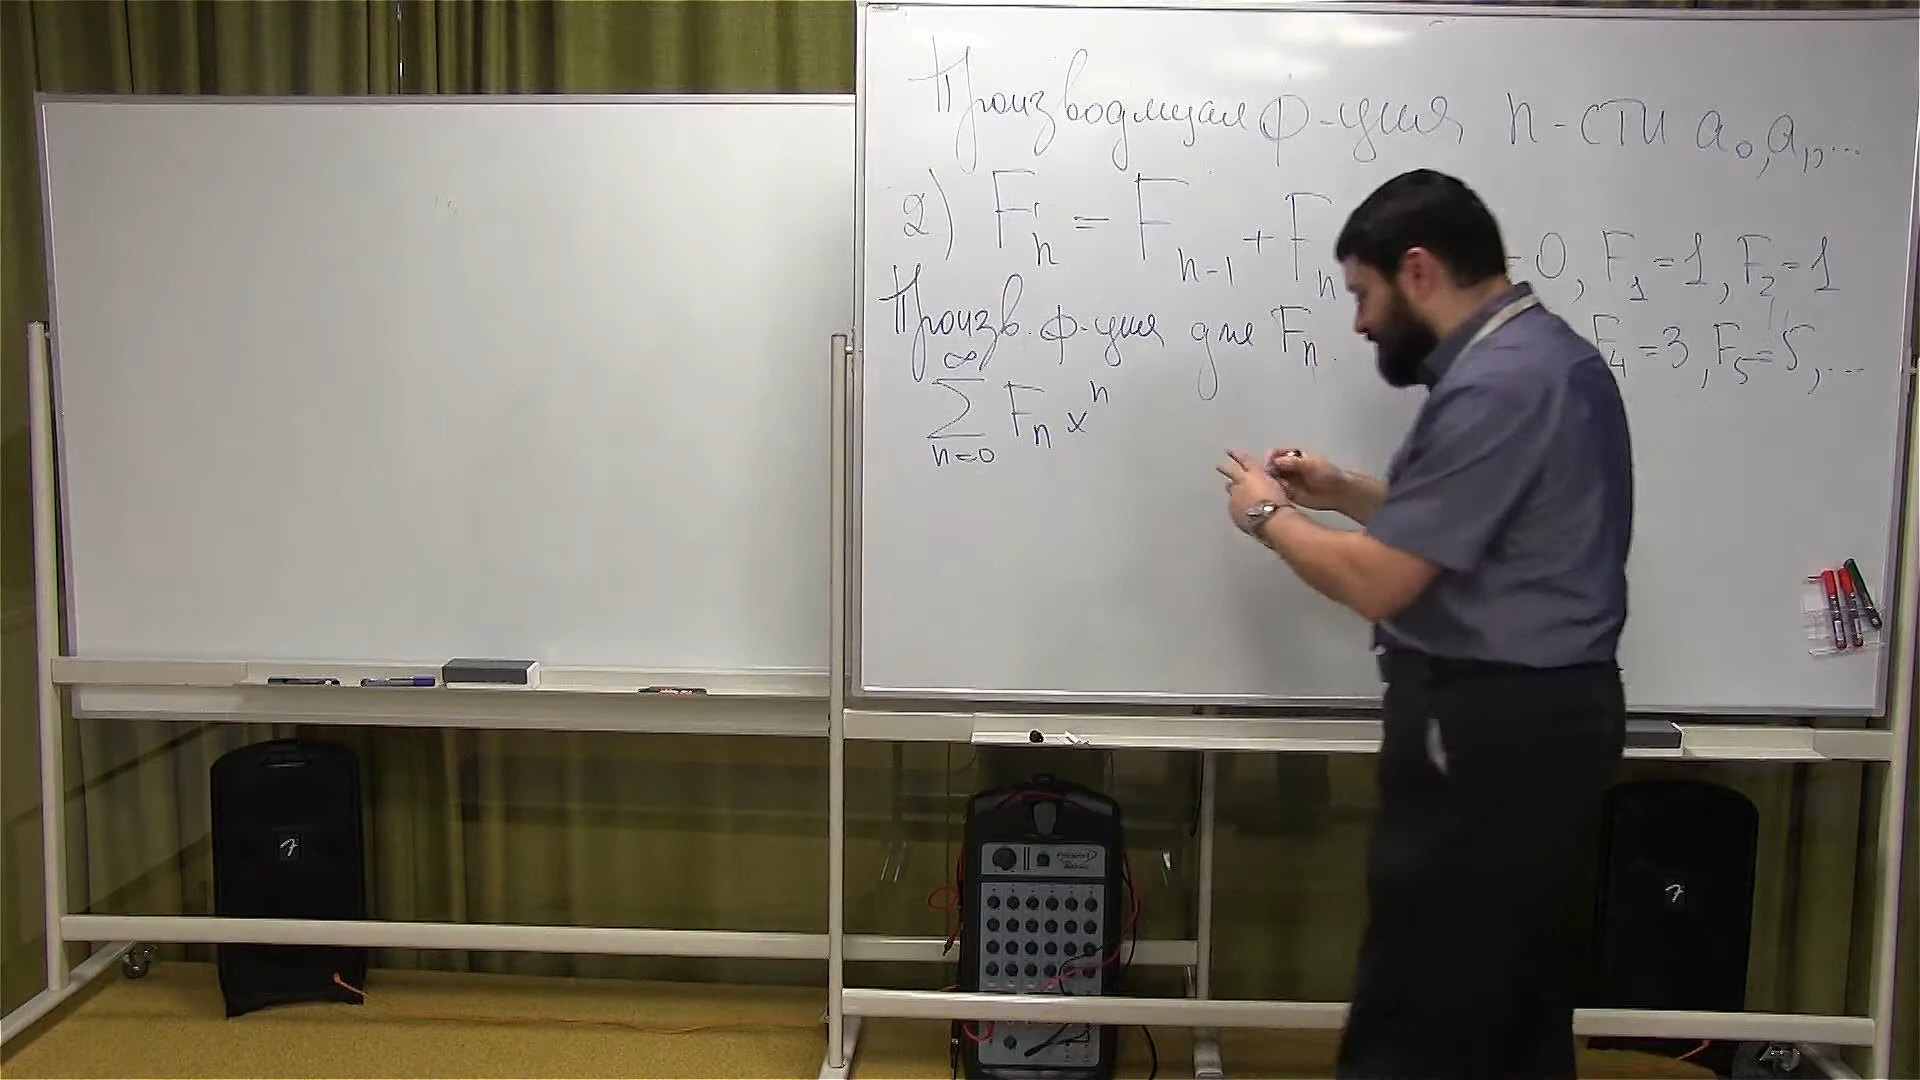 Производящая ф-ция n-сти a₀, a₁, ...
2) Fₙ = Fₙ₋₁ + Fₙ =0, F₁=1, F₂=1
Произв. ф-ция для Fₙ. F₄=3, F₅=5, ...
∞
∑ Fₙ xⁿ
n=0